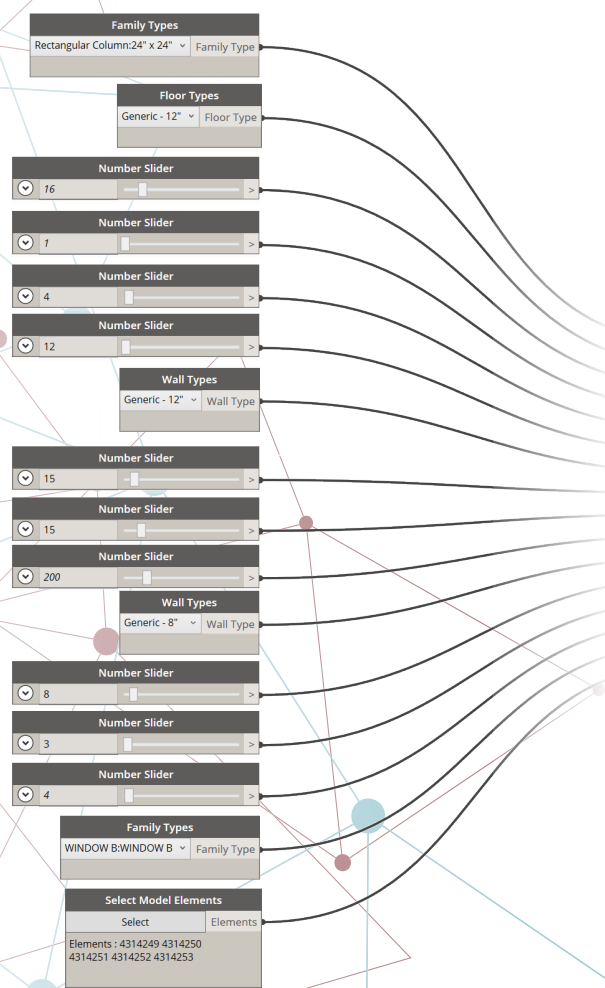 Family Types
Rectangular Column:24" x 24" Family Type
Floor Types
Generic - 12" Floor Type
Number Slider
16 >
Number Slider
1 >
Number Slider
4 >
Number Slider
12 >
Wall Types
Generic - 12" Wall Type
Number Slider
15 >
Number Slider
15 >
Number Slider
200 >
Wall Types
Generic - 8" Wall Type
Number Slider
8 >
Number Slider
3 >
Number Slider
4 >
Family Types
WINDOW B:WINDOW B Family Type
Select Model Elements
Select Elements
Elements : 4314249 4314250
4314251 4314252 4314253